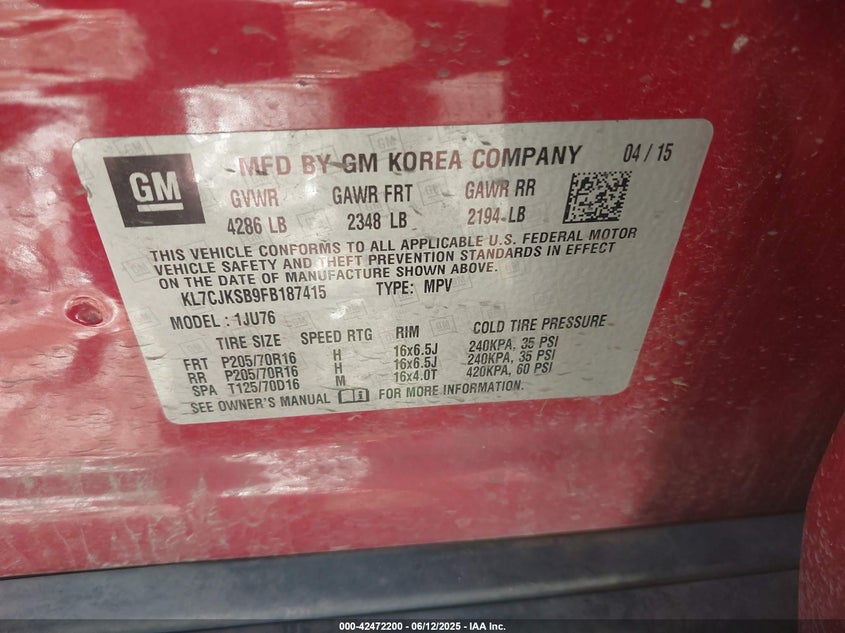 GM MFD BY GM KOREA COMPANY 04 / 15
GVWR GAWR FRT GAWR RR
4286 LB 2348 LB 2194 LB
THIS VEHICLE CONFORMS TO ALL APPLICABLE U.S. FEDERAL MOTOR
VEHICLE SAFETY AND THEFT PREVENTION STANDARDS IN EFFECT
ON THE DATE OF MANUFACTURE SHOWN ABOVE.
KL7CJKSB9FB187415 TYPE: MPV
MODEL : 1JU76
TIRE SIZE SPEED RTG RIM COLD TIRE PRESSURE
FRT P205/70R16 H 16x6.5J 240KPA, 35 PSI
RR P205/70R16 H 16x6.5J 240KPA, 35 PSI
SPA T125/70D16 M 16x4.0T 420KPA, 60 PSI
SEE OWNER'S MANUAL FOR MORE INFORMATION.
000-42472200 - 06/12/2025 - IAA Inc.